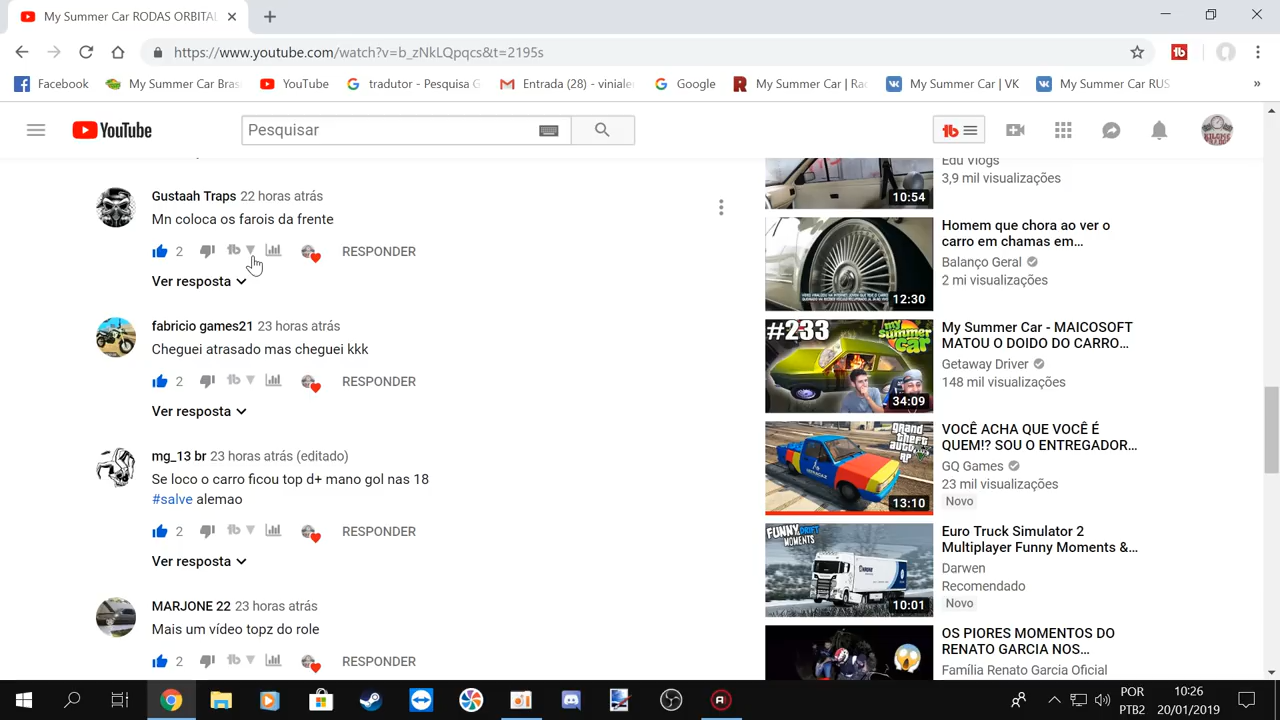 My Summer Car RODAS ORBITAL
https://www.youtube.com/watch?v=b_zNkLQpqcs&t=2195s
Facebook
My Summer Car Bras
YouTube
tradutor - Pesquisa G
Entrada (28) - vinialer
Google
My Summer Car | Rac
My Summer Car | VK
My Summer Car RUS
»
YouTube
Pesquisar
Gustaah Traps 22 horas atrás
Mn coloca os farois da frente
2 RESPONDER
Ver resposta
fabricio games21 23 horas atrás
Cheguei atrasado mas cheguei kkk
2 RESPONDER
Ver resposta
mg_13 br 23 horas atrás (editado)
Se loco o carro ficou top d+ mano gol nas 18
#salve alemao
2 RESPONDER
Ver resposta
MARJONE 22 23 horas atrás
Mais um vídeo topz do role
2 RESPONDER
Edu Vlogs
3,9 mil visualizações
10:54
Homem que chora ao ver o
carro em chamas em...
Balanço Geral
2 mi visualizações
12:30
My Summer Car - MAICOSOFT
MATOU O DOIDO DO CARRO...
Getaway Driver
148 mil visualizações
#233
my summer car
34:09
VOCÊ ACHA QUE VOCÊ É
QUEM!? SOU O ENTREGADOR...
GQ Games
23 mil visualizações
Novo
13:10
Euro Truck Simulator 2
Multiplayer Funny Moments &...
Darwen
Recomendado
Novo
FUNNY DRIFT
MOMENTS
10:01
OS PIORES MOMENTOS DO
RENATO GARCIA NOS...
Família Renato Garcia Oficial
POR
PTB2
10:26
20/01/2019